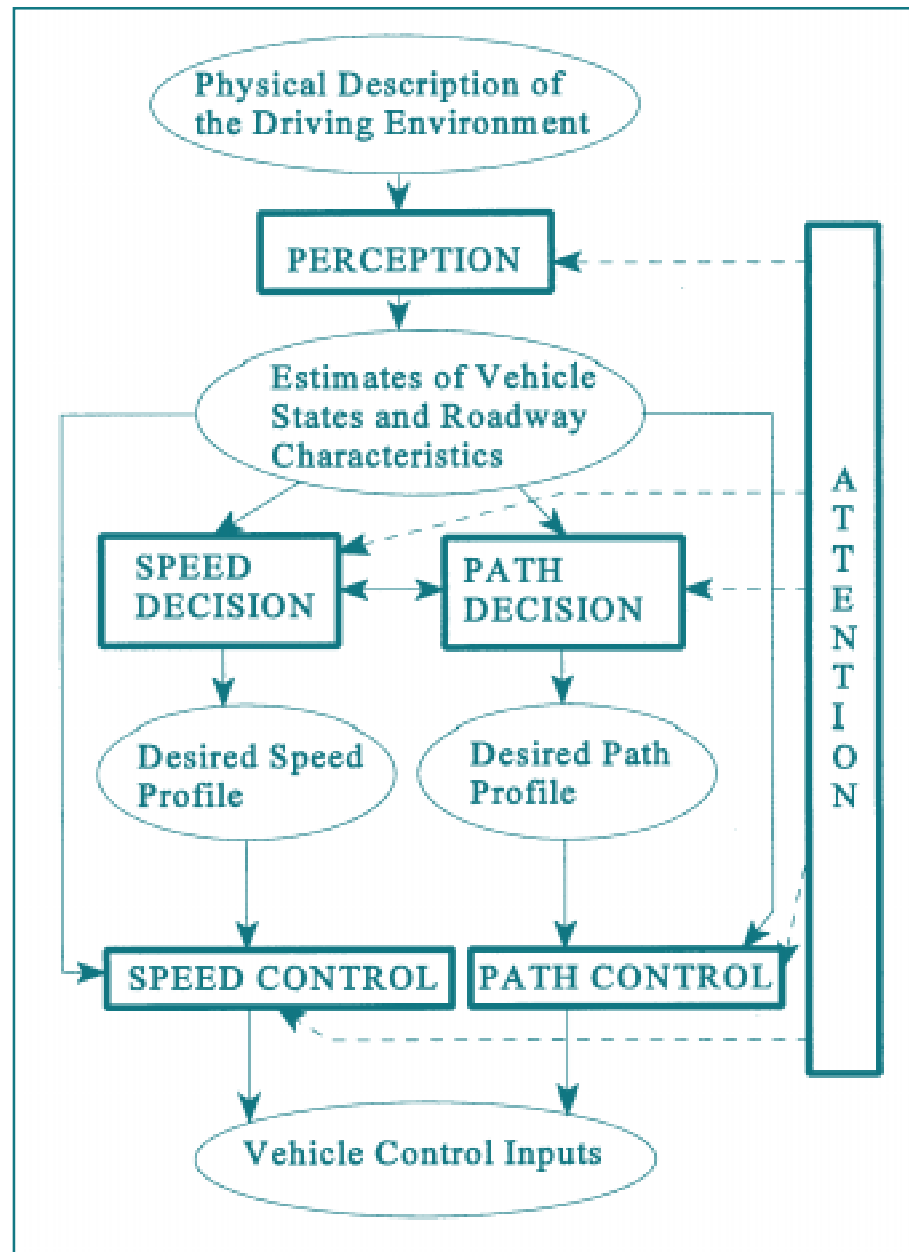 Physical Description of
the Driving Environment
PERCEPTION
Estimates of Vehicle
States and Roadway
Characteristics
SPEED
DECISION
PATH
DECISION
Desired Speed
Profile
Desired Path
Profile
SPEED CONTROL
PATH CONTROL
Vehicle Control Inputs
ATTENTION